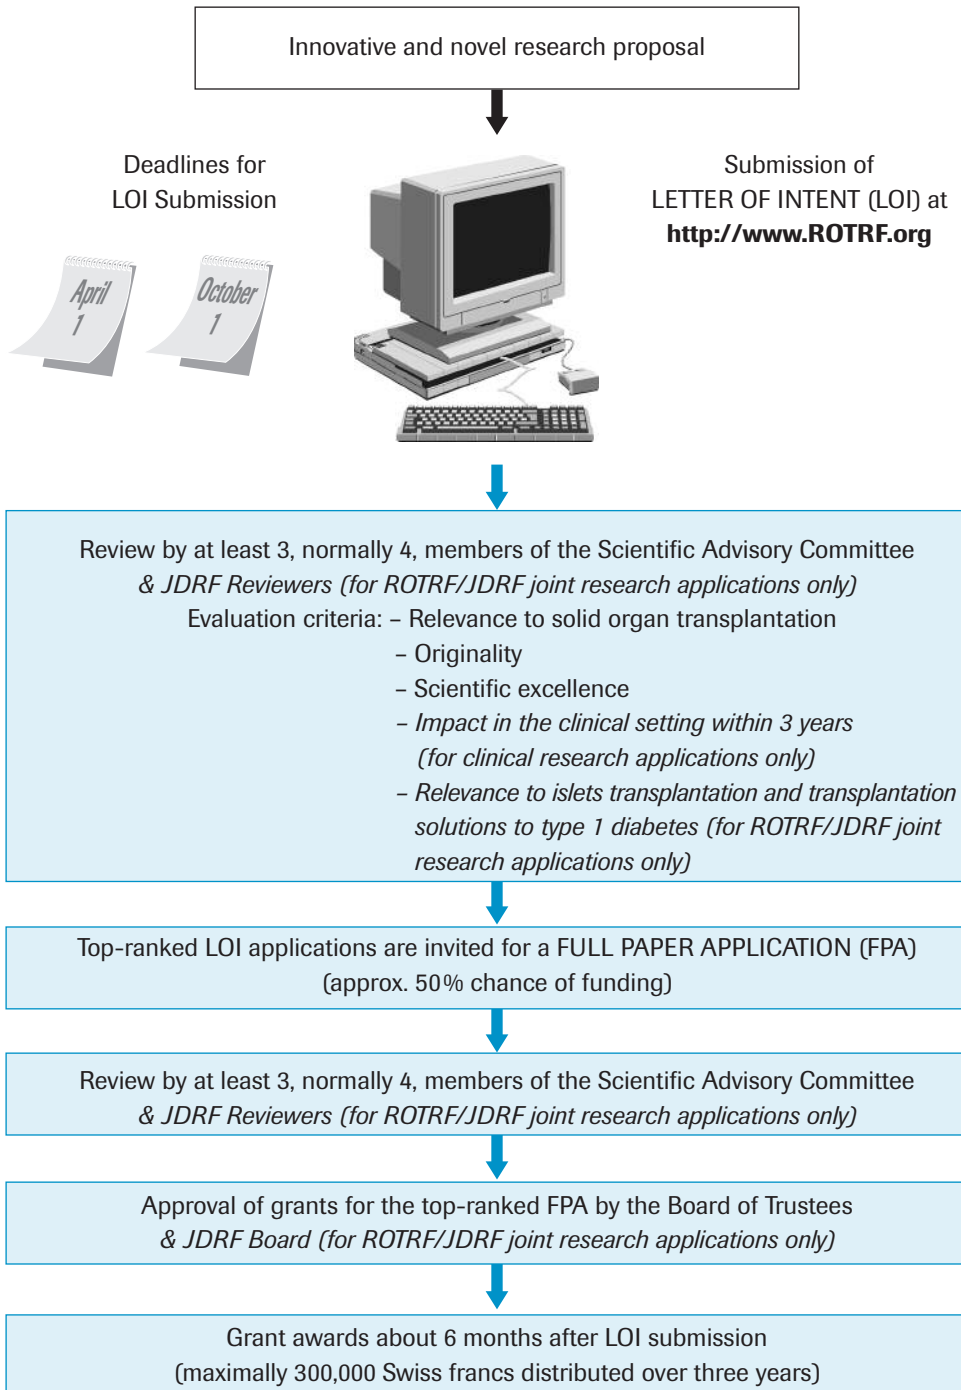 Innovative and novel research proposal
Deadlines for
LOI Submission
April
1
October
1
Submission of
LETTER OF INTENT (LOI) at
http://www.ROTRF.org
Review by at least 3, normally 4, members of the Scientific Advisory Committee
& JDRF Reviewers (for ROTRF/JDRF joint research applications only)
Evaluation criteria: – Relevance to solid organ transplantation
– Originality
– Scientific excellence
– Impact in the clinical setting within 3 years
(for clinical research applications only)
– Relevance to islets transplantation and transplantation
solutions to type 1 diabetes (for ROTRF/JDRF joint
research applications only)
Top-ranked LOI applications are invited for a FULL PAPER APPLICATION (FPA)
(approx. 50% chance of funding)
Review by at least 3, normally 4, members of the Scientific Advisory Committee
& JDRF Reviewers (for ROTRF/JDRF joint research applications only)
Approval of grants for the top-ranked FPA by the Board of Trustees
& JDRF Board (for ROTRF/JDRF joint research applications only)
Grant awards about 6 months after LOI submission
(maximally 300,000 Swiss francs distributed over three years)